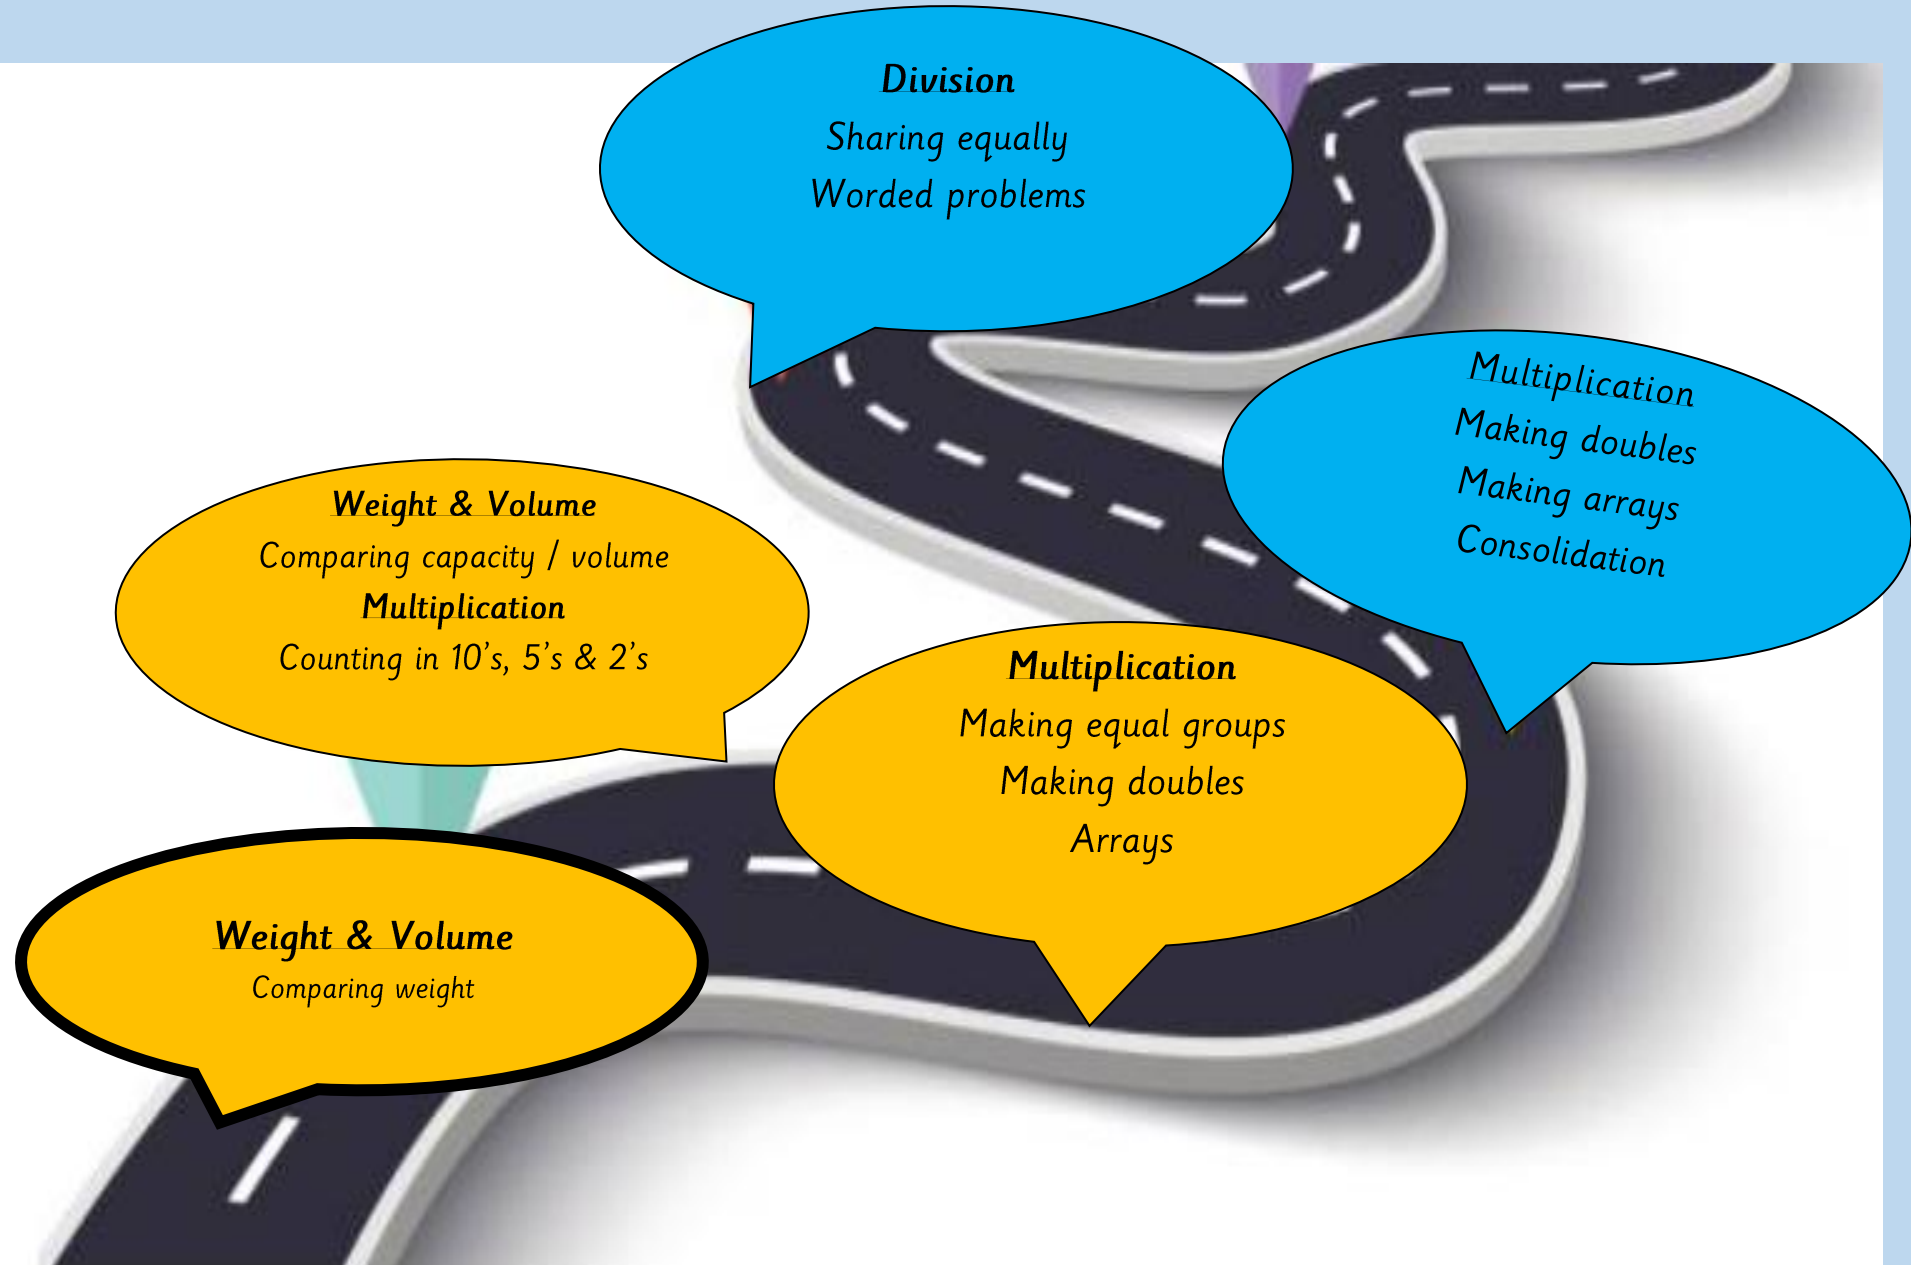 Division
Sharing equally
Worded problems
Multiplication
Making doubles
Making arrays
Consolidation
Weight & Volume
Comparing capacity / volume
Multiplication
Counting in 10's, 5's & 2's
Multiplication
Making equal groups
Making doubles
Arrays
Weight & Volume
Comparing weight